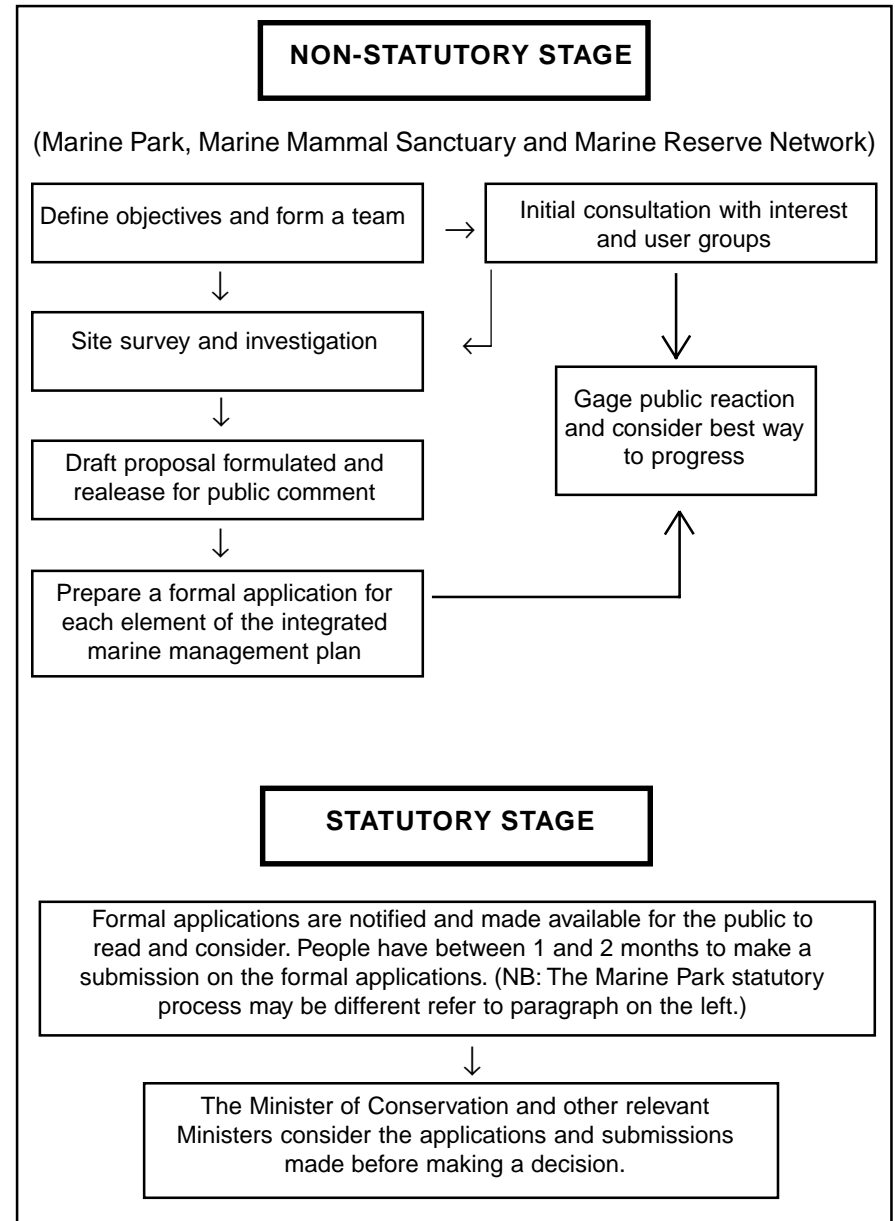 NON-STATUTORY STAGE
(Marine Park, Marine Mammal Sanctuary and Marine Reserve Network)
Define objectives and form a team
Initial consultation with interest
and user groups
Site survey and investigation
Gage public reaction
and consider best way
to progress
Draft proposal formulated and
realease for public comment
Prepare a formal application for
each element of the integrated
marine management plan
STATUTORY STAGE
Formal applications are notified and made available for the public to
read and consider. People have between 1 and 2 months to make a
submission on the formal applications. (NB: The Marine Park statutory
process may be different refer to paragraph on the left.)
The Minister of Conservation and other relevant
Ministers consider the applications and submissions
made before making a decision.